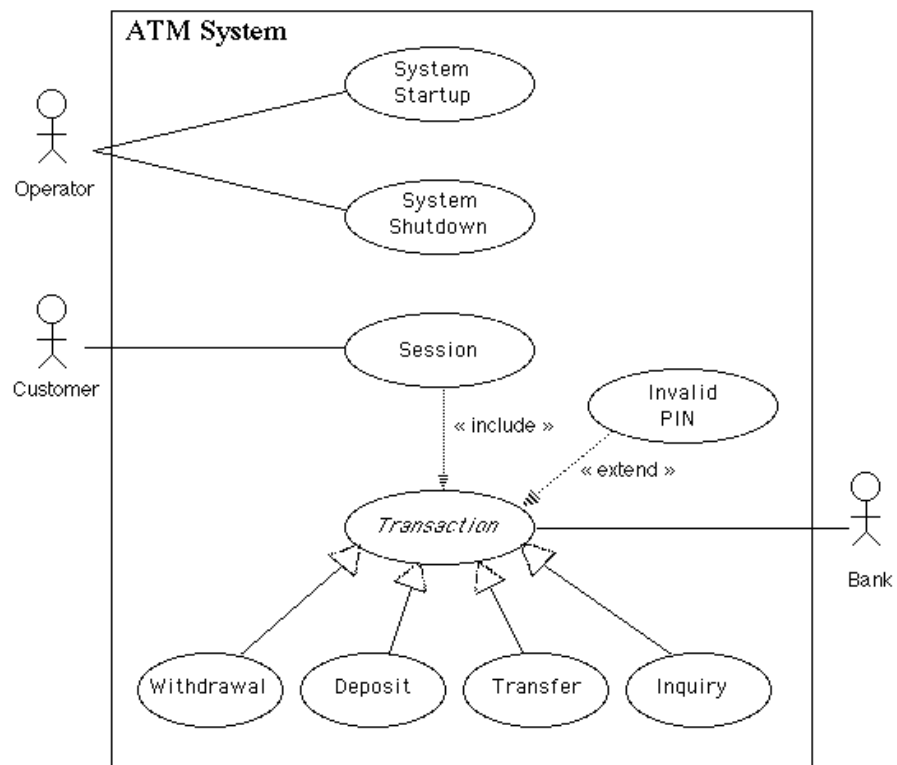 ATM System
System
Startup
Operator
System
Shutdown
Customer
Session
Invalid
PIN
« include »
« extend »
Transaction
Bank
Withdrawal
Deposit
Transfer
Inquiry